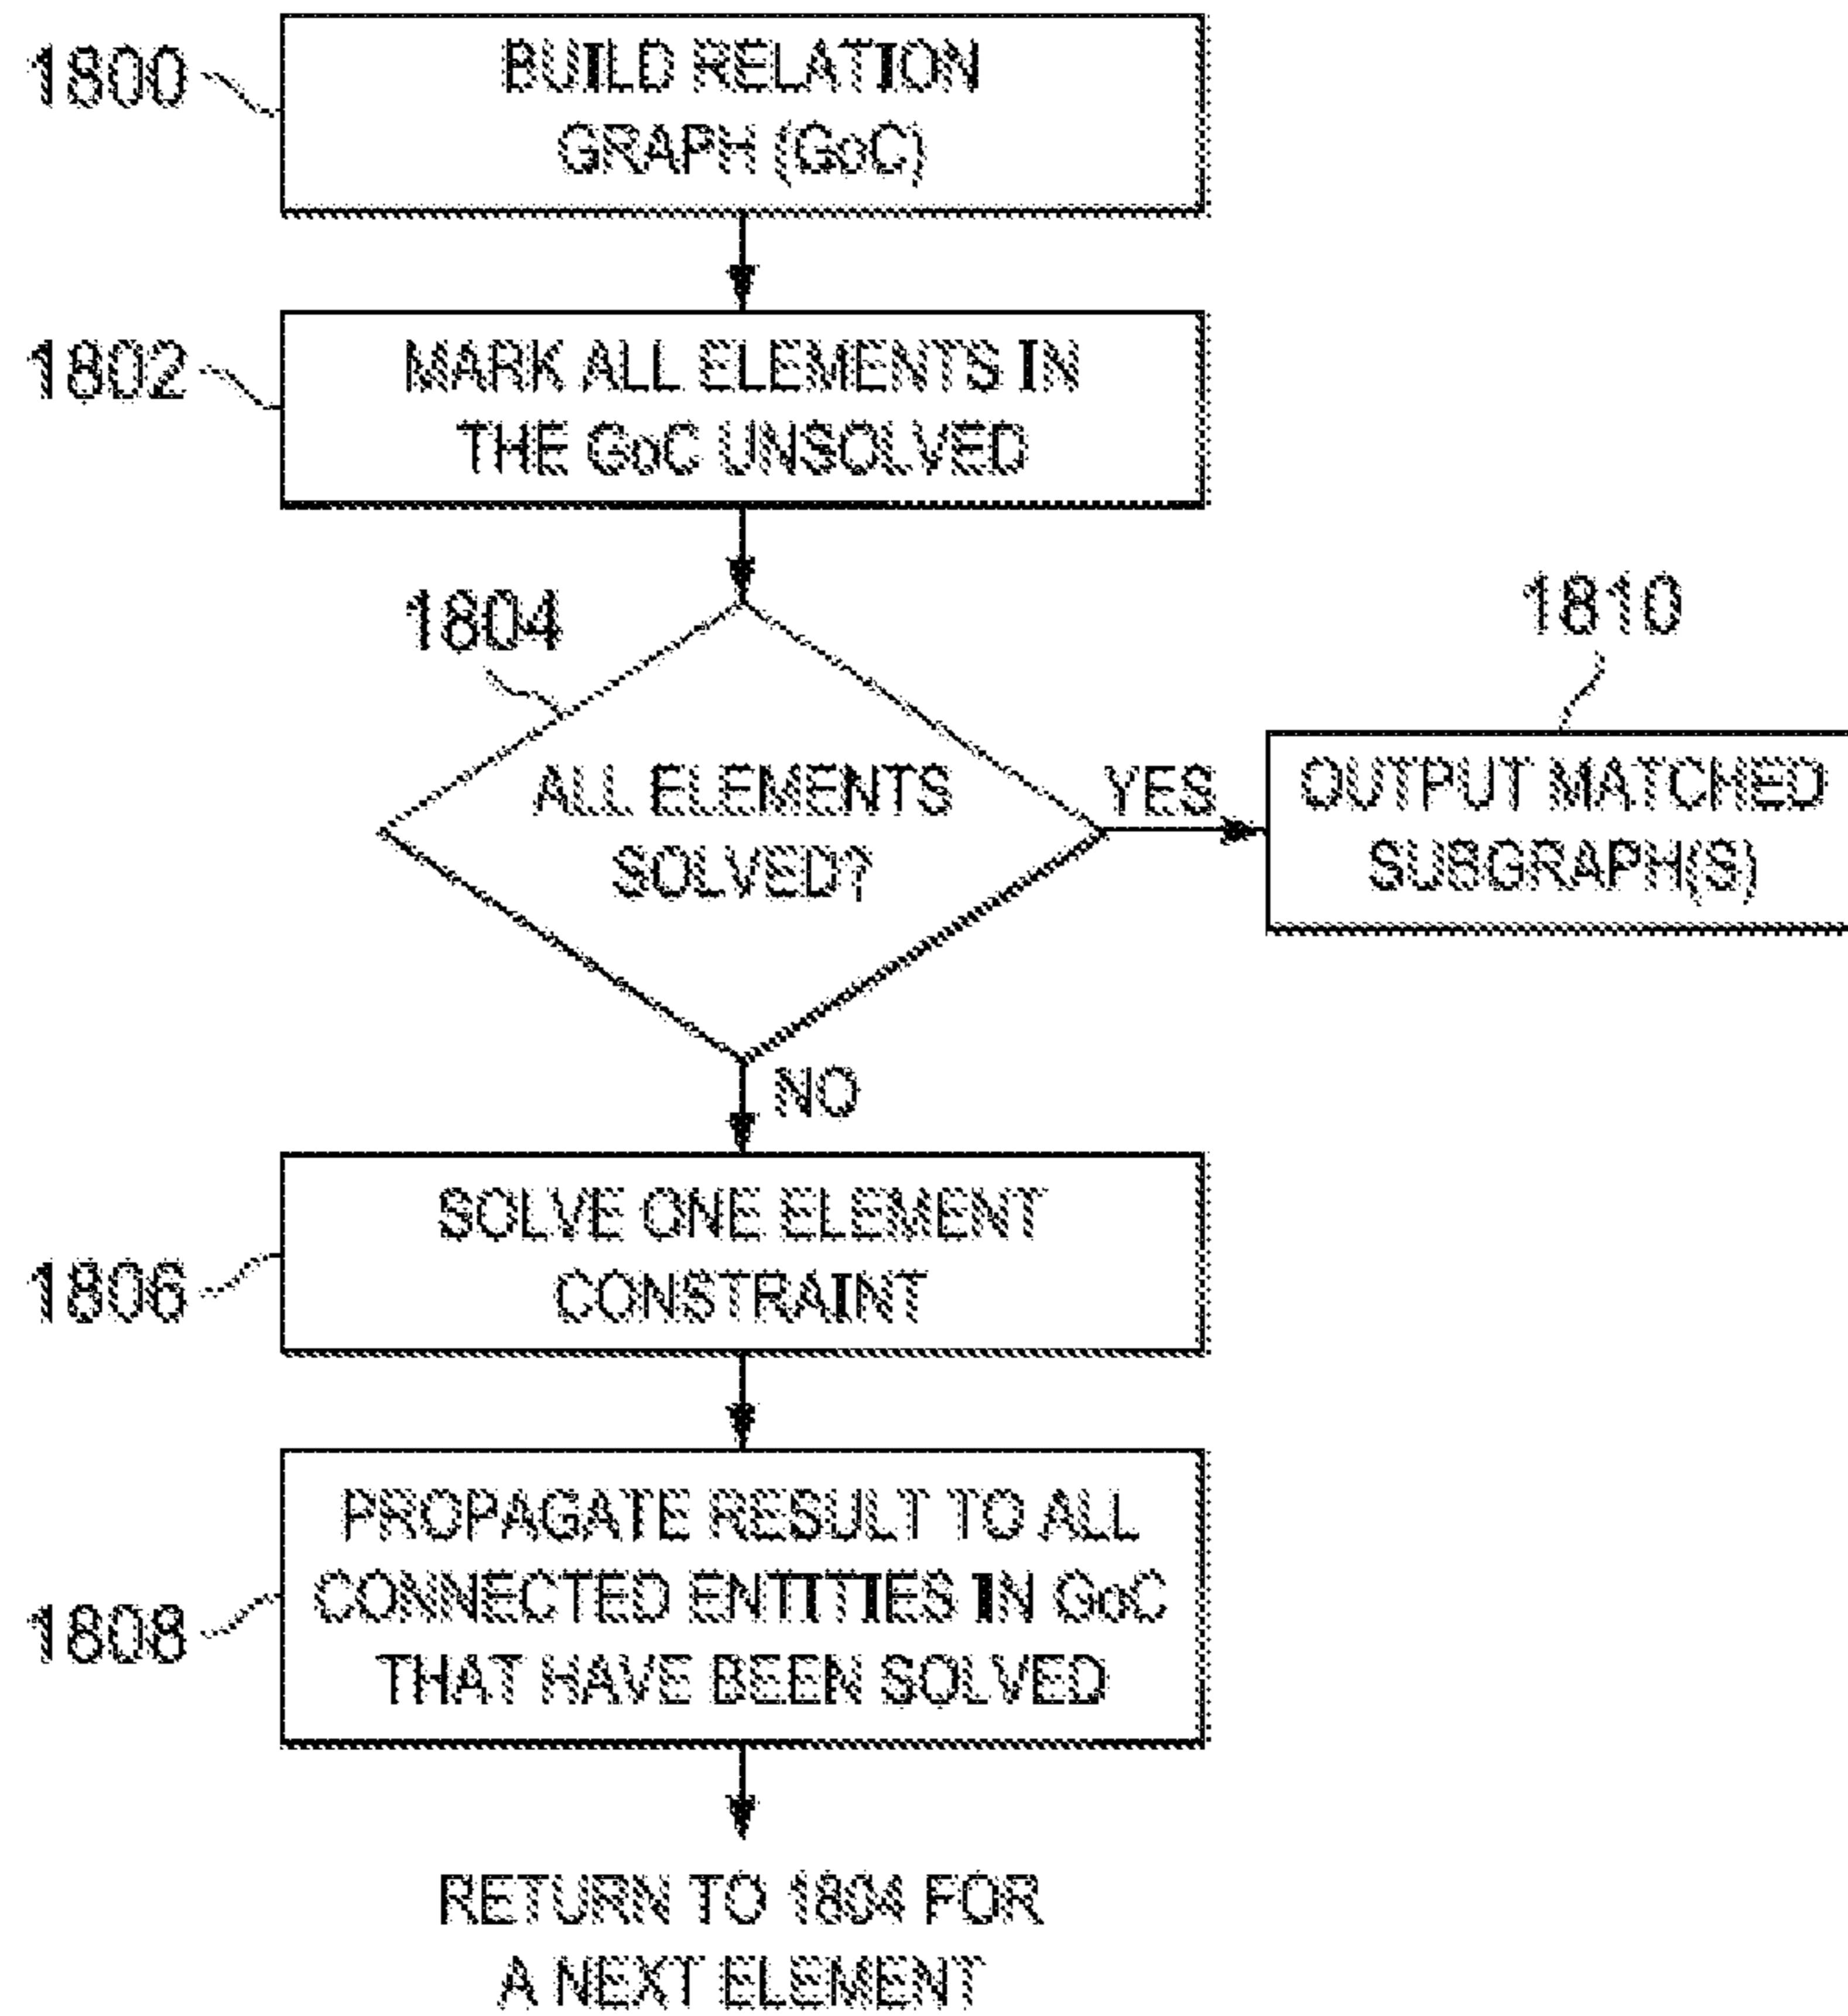 1800
BUILD RELATION
GRAPH (GoC)
1802
MARK ALL ELEMENTS IN
THE GoC UNSOLVED
1804
1810
ALL ELEMENTS
SOLVED?
YES
OUTPUT MATCHED
SUBGRAPH(S)
NO
1806
SOLVE ONE ELEMENT
CONSTRAINT
1808
PROPAGATE RESULT TO ALL
CONNECTED ENTITIES IN GoC
THAT HAVE BEEN SOLVED
RETURN TO 1804 FOR
A NEXT ELEMENT